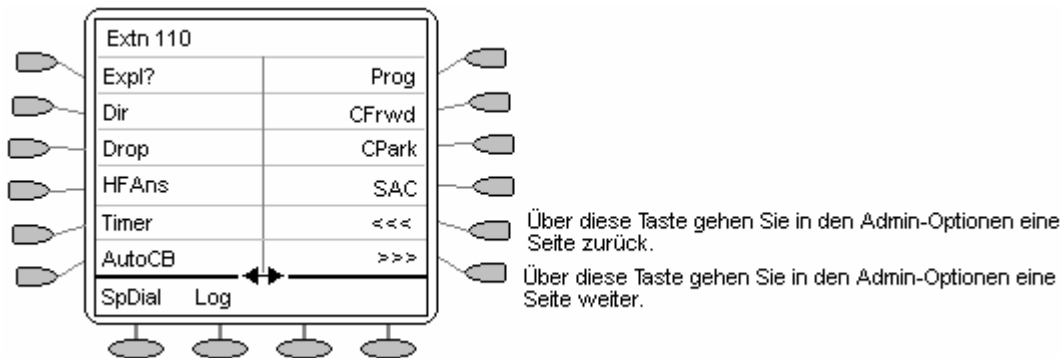 Extn 110
Expl? Prog
Dir CFrwd
Drop CPark
HFAns SAC
Timer <<<
AutoCB >>>
SpDial Log
Über diese Taste gehen Sie in den Admin-Optionen eine
Seite zurück.
Über diese Taste gehen Sie in den Admin-Optionen eine
Seite weiter.